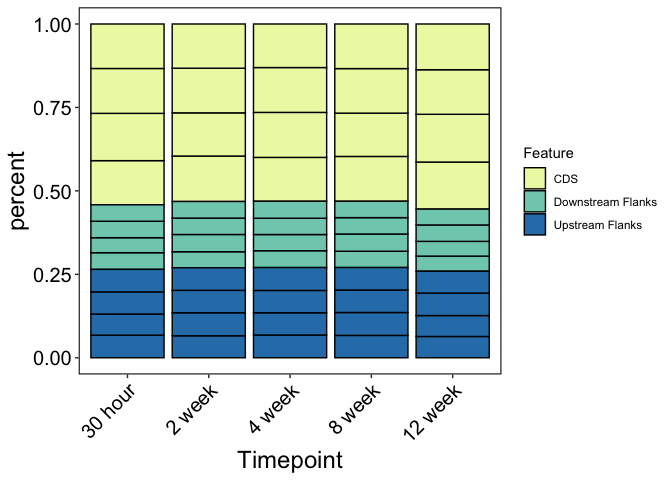 percent
1.00
0.75
0.50
0.25
0.00
30 hour
2 week
4 week
8 week
12 week
Timepoint
Feature
CDS
Downstream Flanks
Upstream Flanks